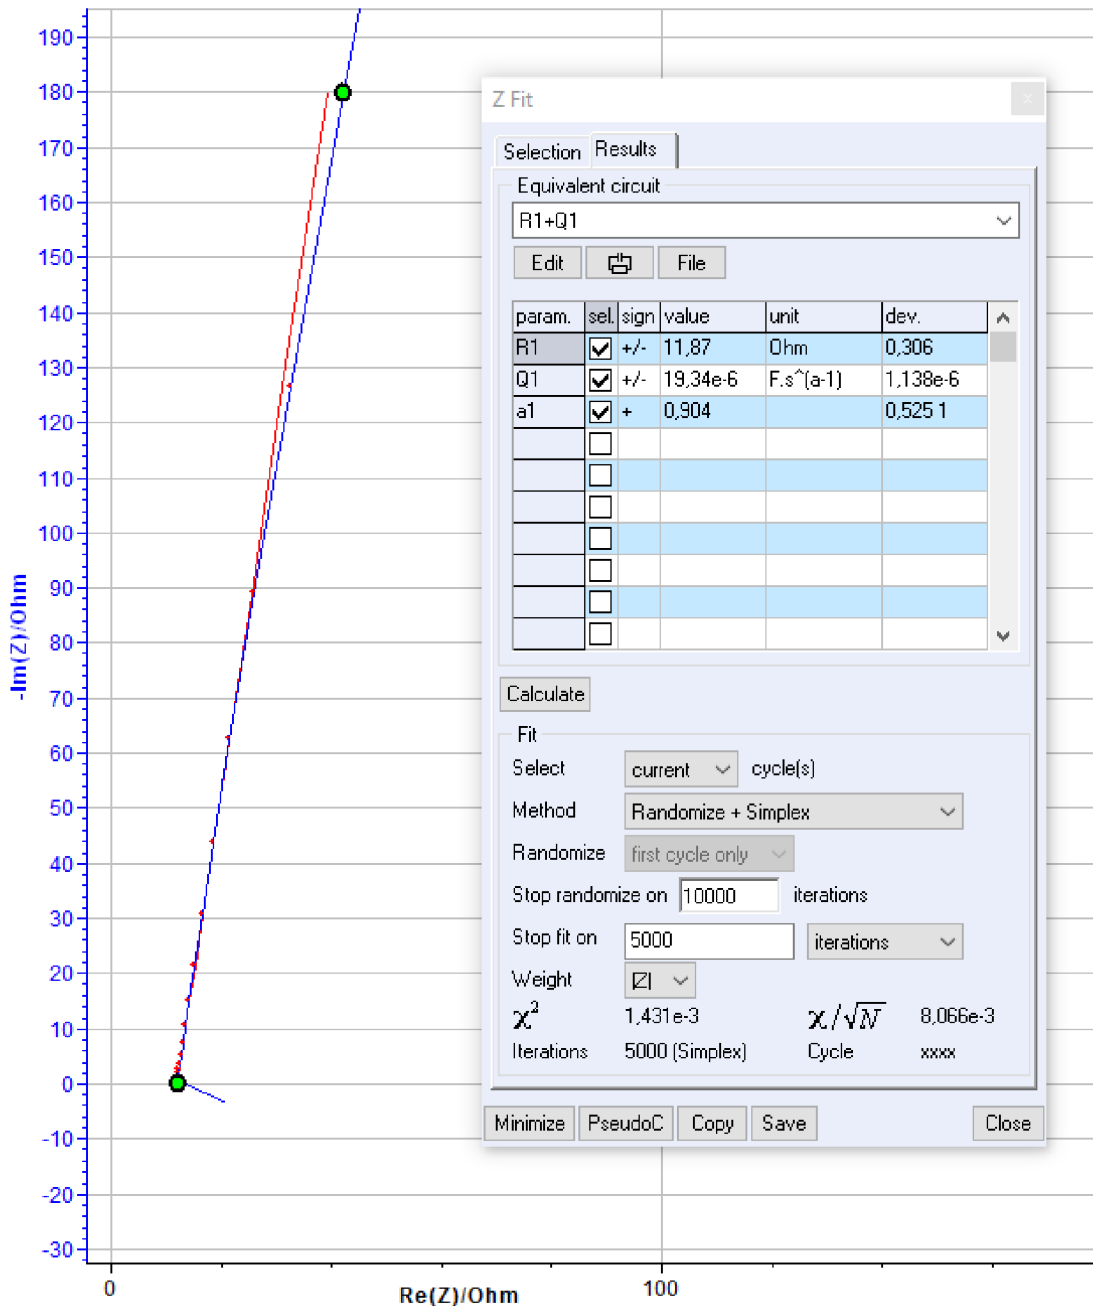 Z Fit
x
Selection Results
Equivalent circuit
R1+Q1
Edit File
param. sel. sign value unit dev.
R1 +/- 11,87 Ohm 0,306
Q1 +/- 19,34e-6 F.s^(a-1) 1,138e-6
a1 + 0,904 0,525 1
Calculate
Fit
Select current cycle(s)
Method Randomize + Simplex
Randomize first cycle only
Stop randomize on 10000 iterations
Stop fit on 5000 iterations
Weight |Z|
χ² 1,431e-3 χ/√N 8,066e-3
Iterations 5000 (Simplex) Cycle xxxx
Minimize PseudoC Copy Save Close
190
180
170
160
150
140
130
120
110
100
90
80
70
60
50
40
30
20
10
0
-10
-20
-30
-Im(Z)/Ohm
0 100
Re(Z)/Ohm